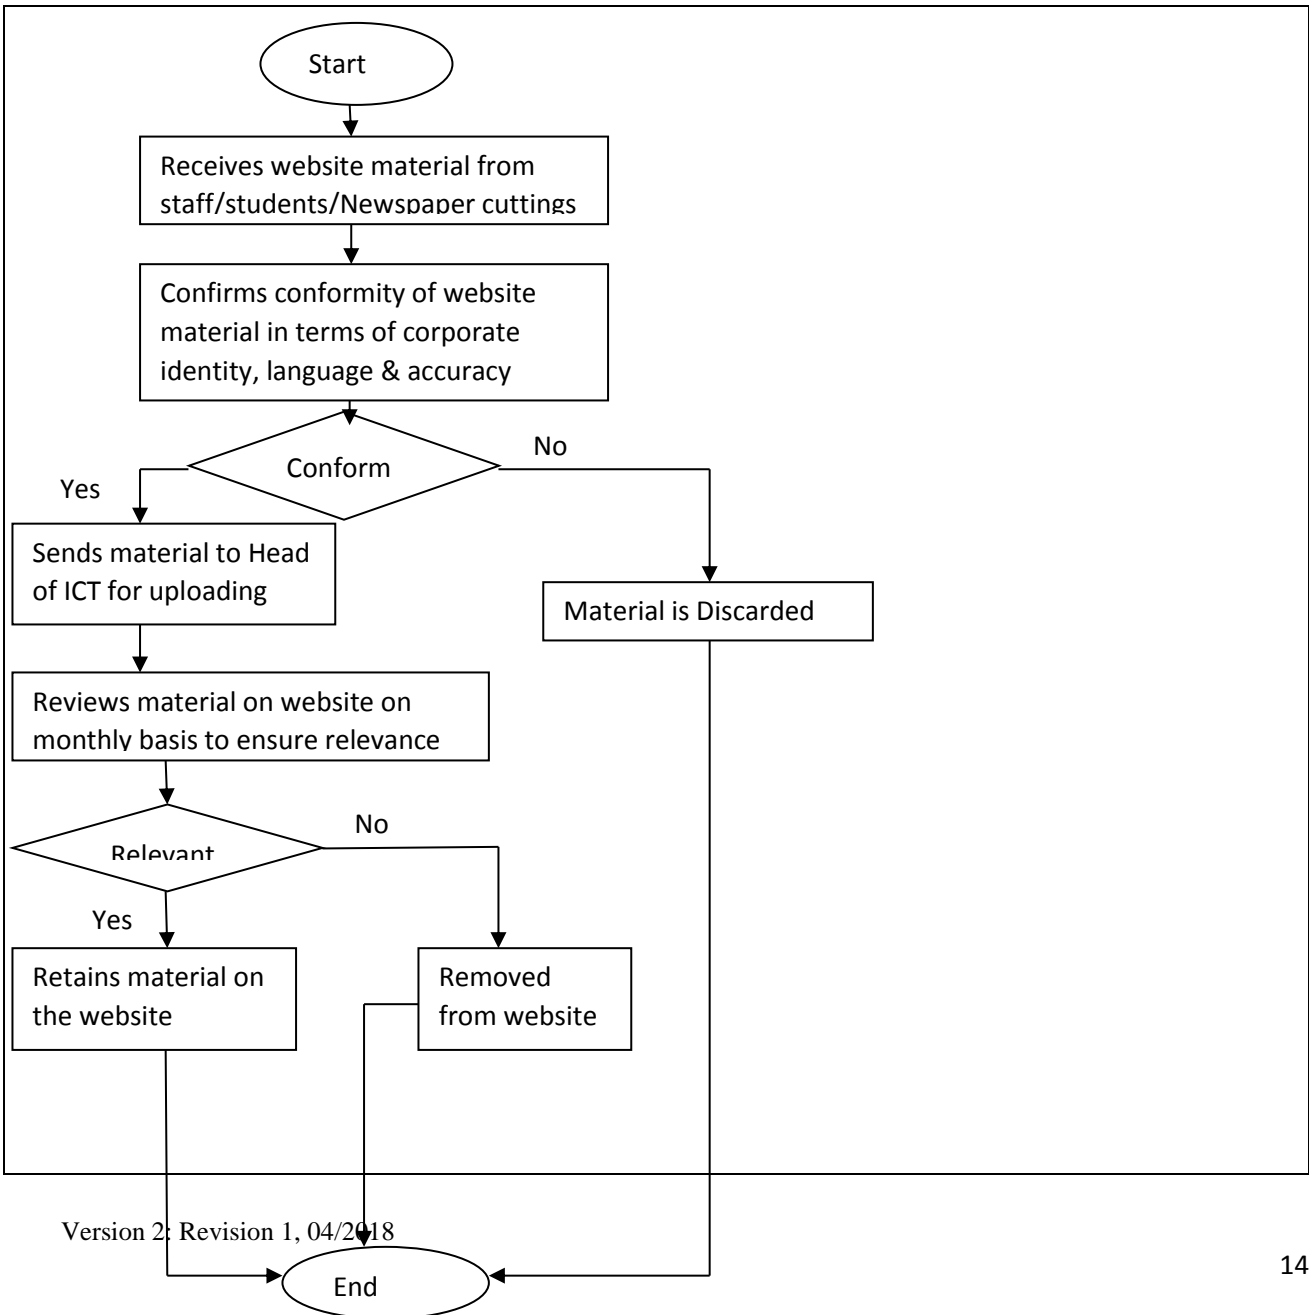 Start
Receives website material from
staff/students/Newspaper cuttings
Confirms conformity of website
material in terms of corporate
identity, language & accuracy
Conform
No
Yes
Sends material to Head
of ICT for uploading
Material is Discarded
Reviews material on website on
monthly basis to ensure relevance
No
Relevant
Yes
Retains material on
the website
Removed
from website
Version 2: Revision 1, 04/2018
14
End